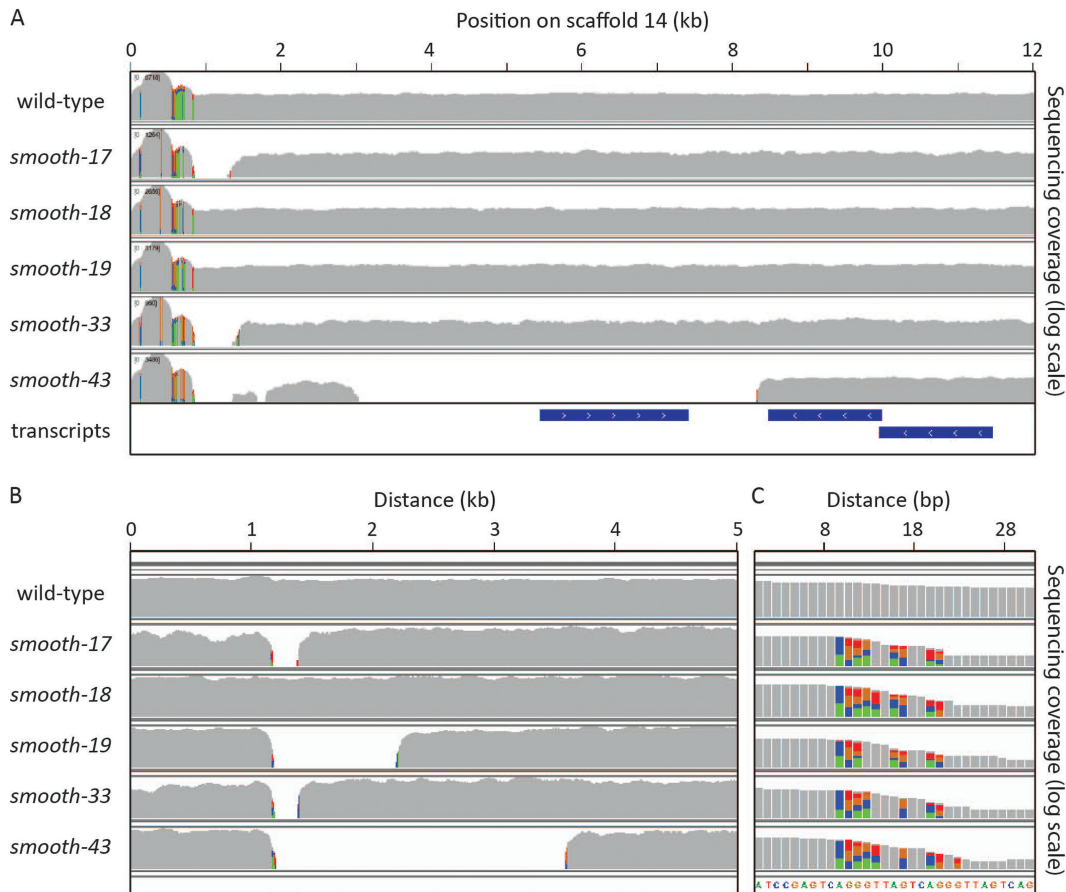 A
Position on scaffold 14 (kb)
0 2 4 6 8 10 12
wild-type
smooth-17
smooth-18
smooth-19
smooth-33
smooth-43
transcripts
Sequencing coverage (log scale)
B
Distance (kb)
0 1 2 3 4 5
C
Distance (bp)
8 18 28
wild-type
smooth-17
smooth-18
smooth-19
smooth-33
smooth-43
Sequencing coverage (log scale)
A T C C G A G T C A G G G T T A G T C A G G G T T A G T C A G